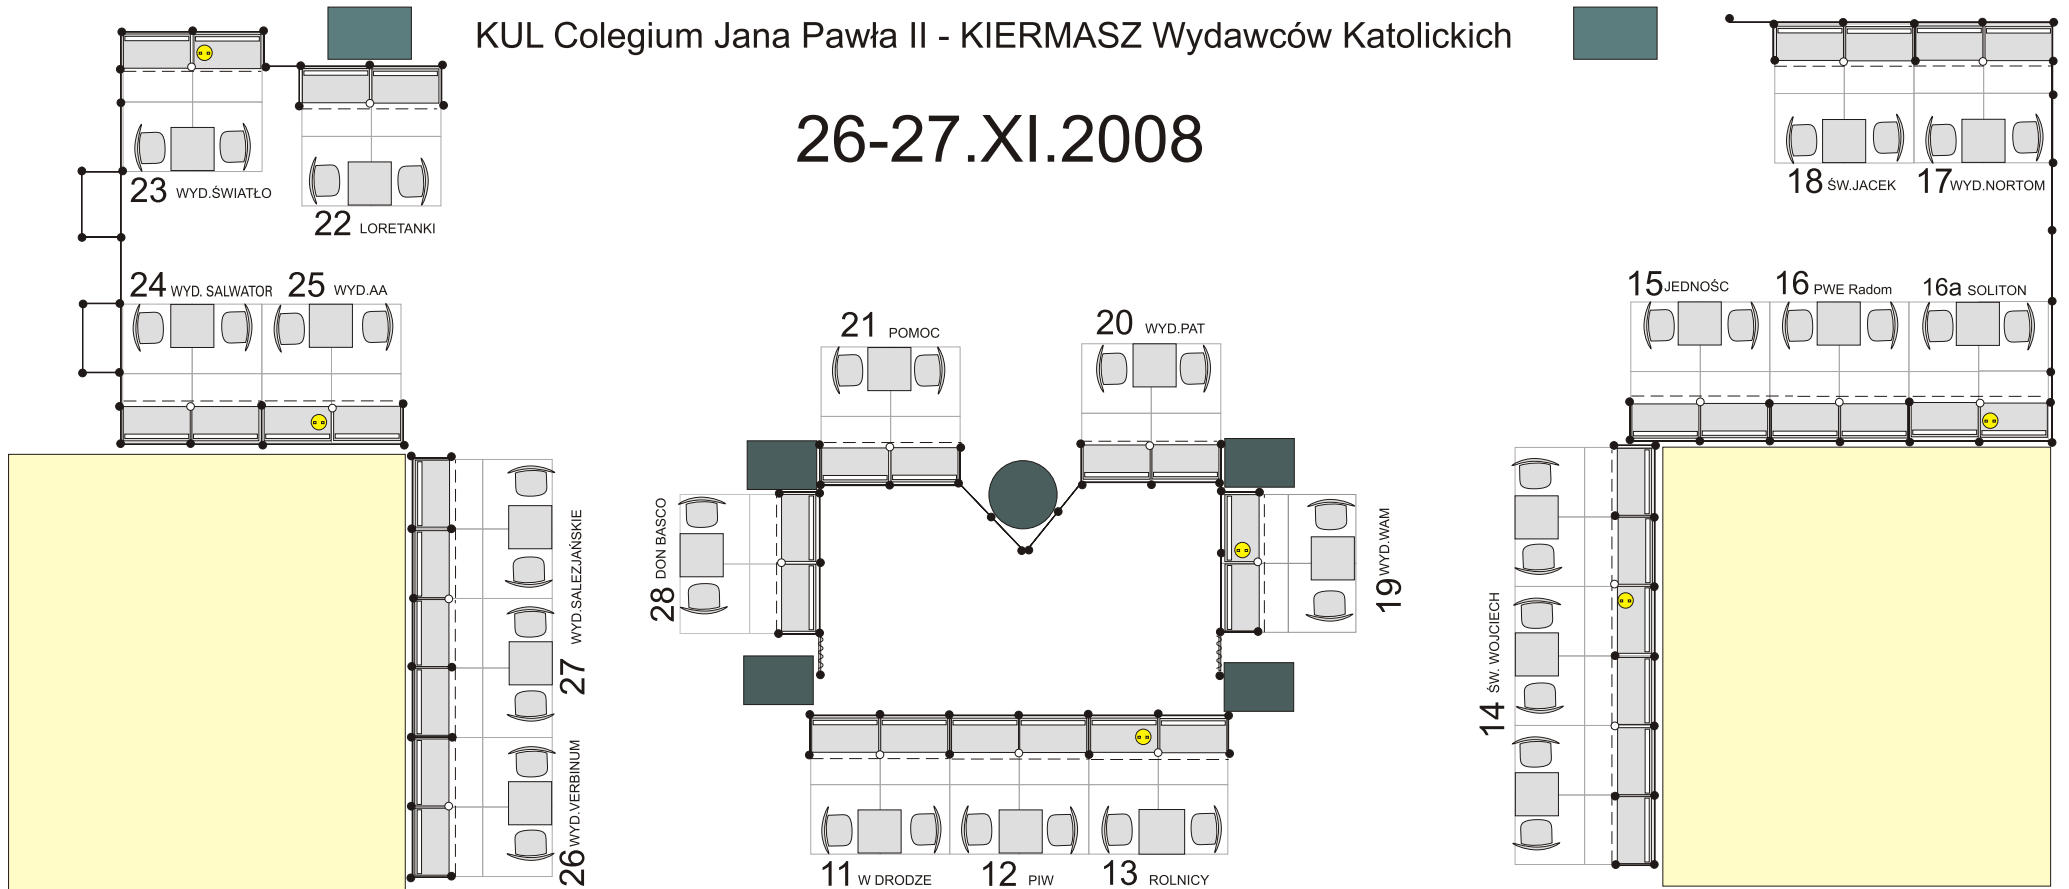 KUL Colegium Jana Pawła II - KIERMASZ Wydawców Katolickich
26-27.XI.2008
23 WYD.ŚWIATŁO
22 LORETANKI
18 ŚW.JACEK
17 WYD.NORTOM
24 WYD. SALWATOR
25 WYD.AA
15 JEDNOŚC
16 PWE Radom
16a SOLITON
21 POMOC
20 WYD.PAT
27 WYD.SALEZJAŃSKIE
28 DON BASCO
19 WYD.WAM
14 ŚW. WOJCIECH
26 WYD.VERBINUM
11 W DRODZE
12 PIW
13 ROLNICY